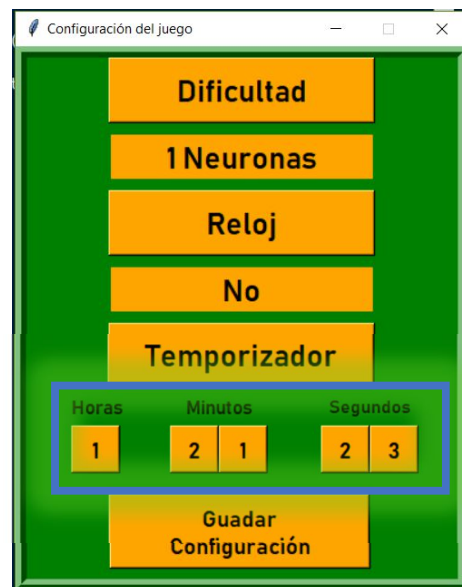 Configuración del juego
Dificultad
1 Neuronas
Reloj
No
Temporizador
Horas Minutos Segundos
1 2 1 2 3
Guadar
Configuración